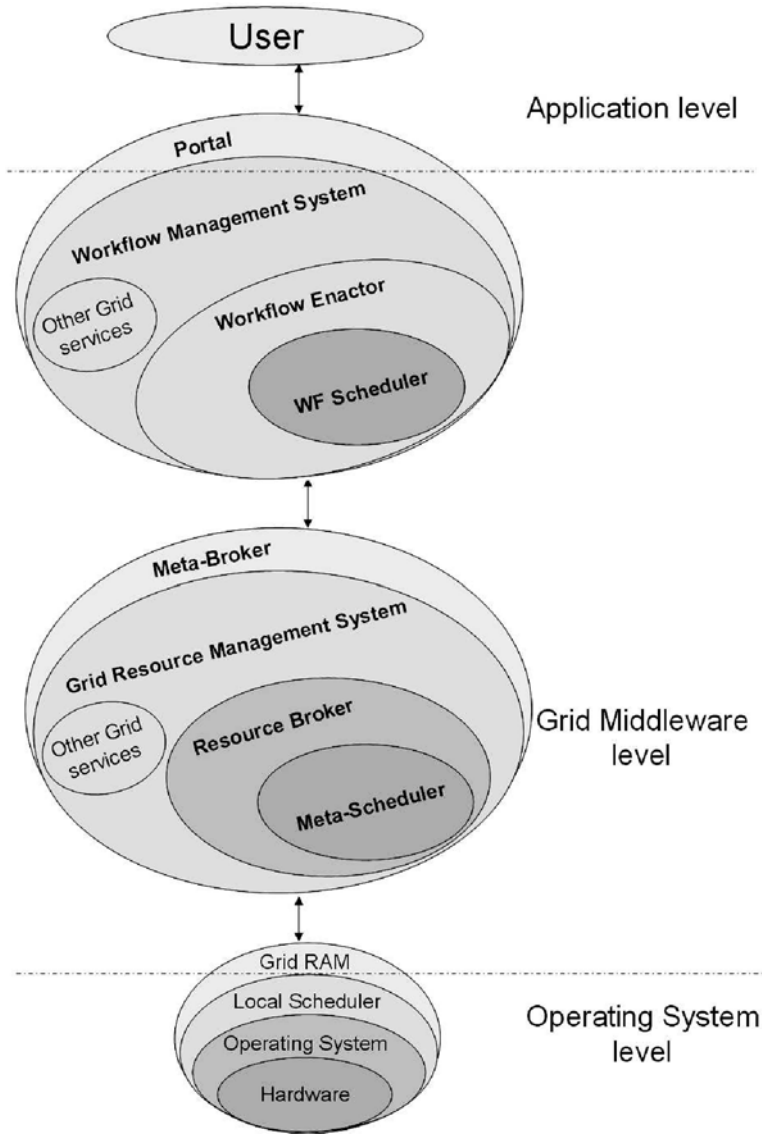 User
Application level
Portal
Workflow Management System
Other Grid
services
Workflow Enactor
WF Scheduler
Meta-Broker
Grid Resource Management System
Other Grid
services
Resource Broker
Meta-Scheduler
Grid Middleware
level
Grid RAM
Local Scheduler
Operating System
Hardware
Operating System
level